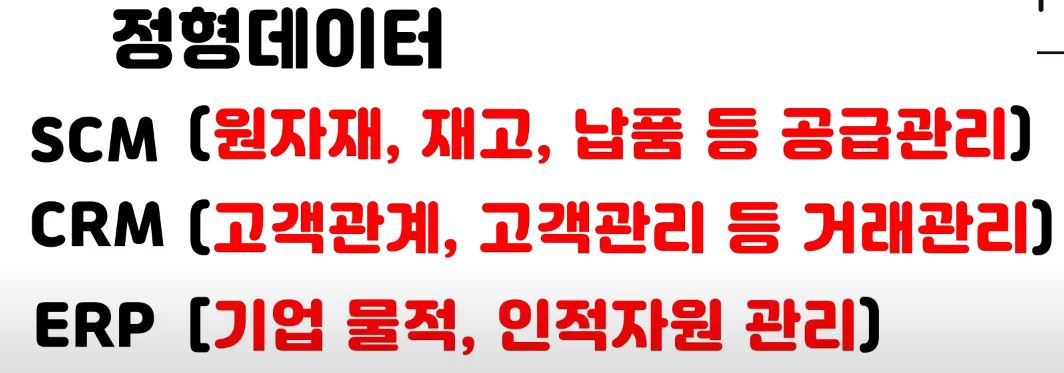 정형데이터
SCM (원자재, 재고, 납품 등 공급관리)
CRM (고객관계, 고객관리 등 거래관리)
ERP (기업 물적, 인적자원 관리)